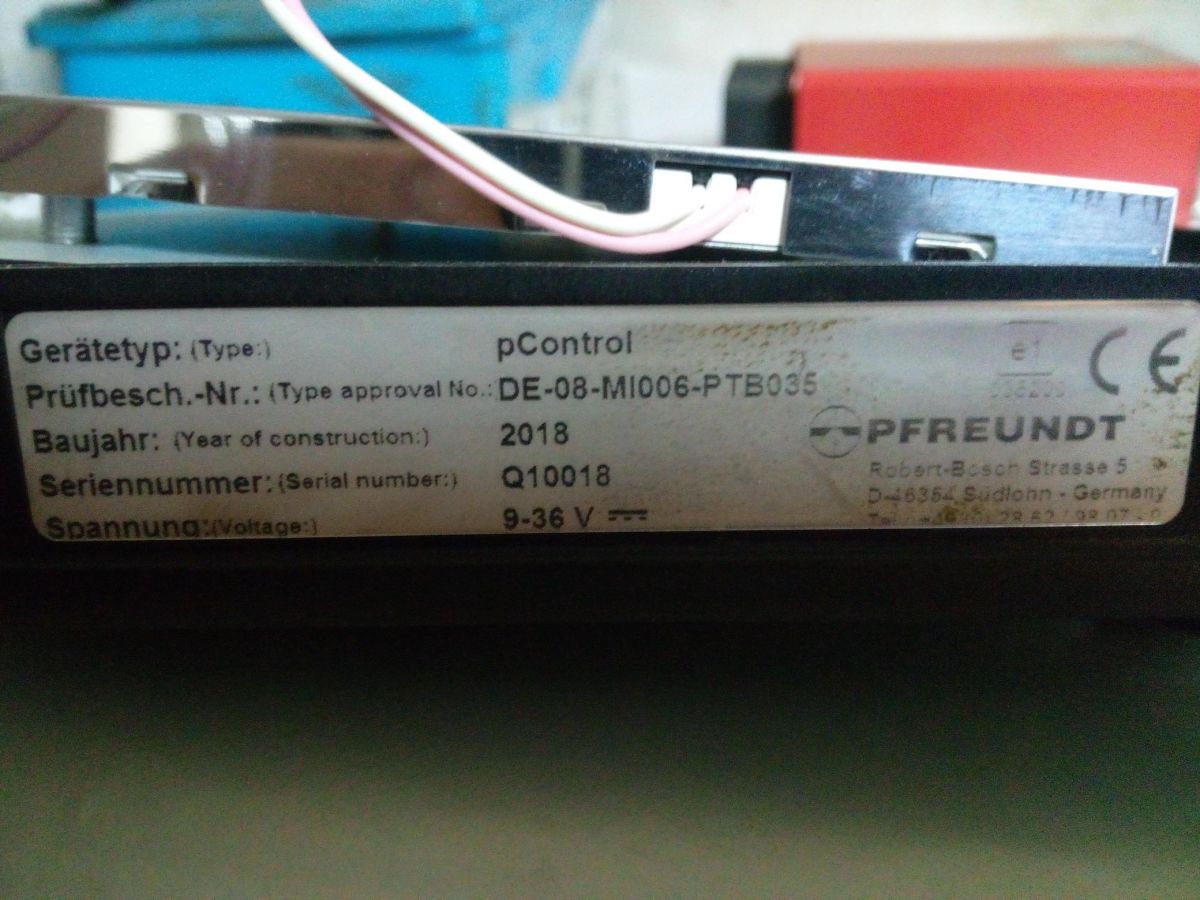 Gerätetyp: (Type:) pControl
Prüfbesch.-Nr.: (Type approval No.: DE-08-MI006-PTB035
Baujahr: (Year of construction:) 2018
Seriennummer: (Serial number:) Q10018
Spannung: (Voltage:) 9-36 V
e1
CE
PFREUNDT
Robert-Bosch Strasse 5
D-46354 Südlohn - Germany